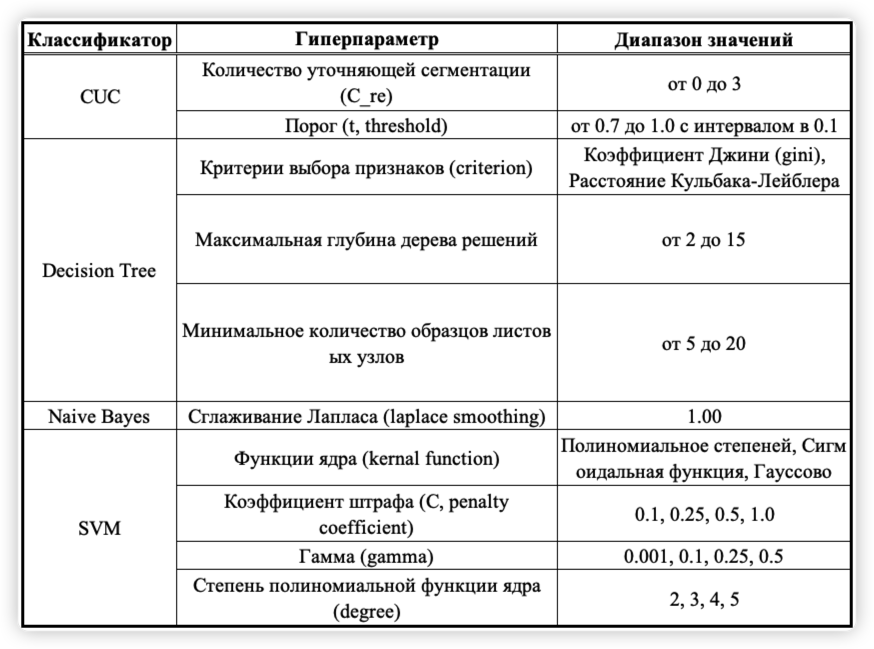 Классификатор Гиперпараметр Диапазон значений
CUC
Количество уточняющей сегментации
(C_re)
от 0 до 3
Порог (t, threshold) от 0.7 до 1.0 с интервалом в 0.1
Decision Tree
Критерии выбора признаков (criterion)
Коэффициент Джини (gini),
Расстояние Кульбака-Лейблера
Максимальная глубина дерева решений от 2 до 15
Минимальное количество образцов листов
ых узлов
от 5 до 20
Naive Bayes Сглаживание Лапласа (laplace smoothing) 1.00
SVM
Функции ядра (kernal function)
Полиномиальное степеней, Сигм
оидальная функция, Гауссово
Коэффициент штрафа (C, penalty
coefficient)
0.1, 0.25, 0.5, 1.0
Гамма (gamma) 0.001, 0.1, 0.25, 0.5
Степень полиномиальной функции ядра
(degree)
2, 3, 4, 5